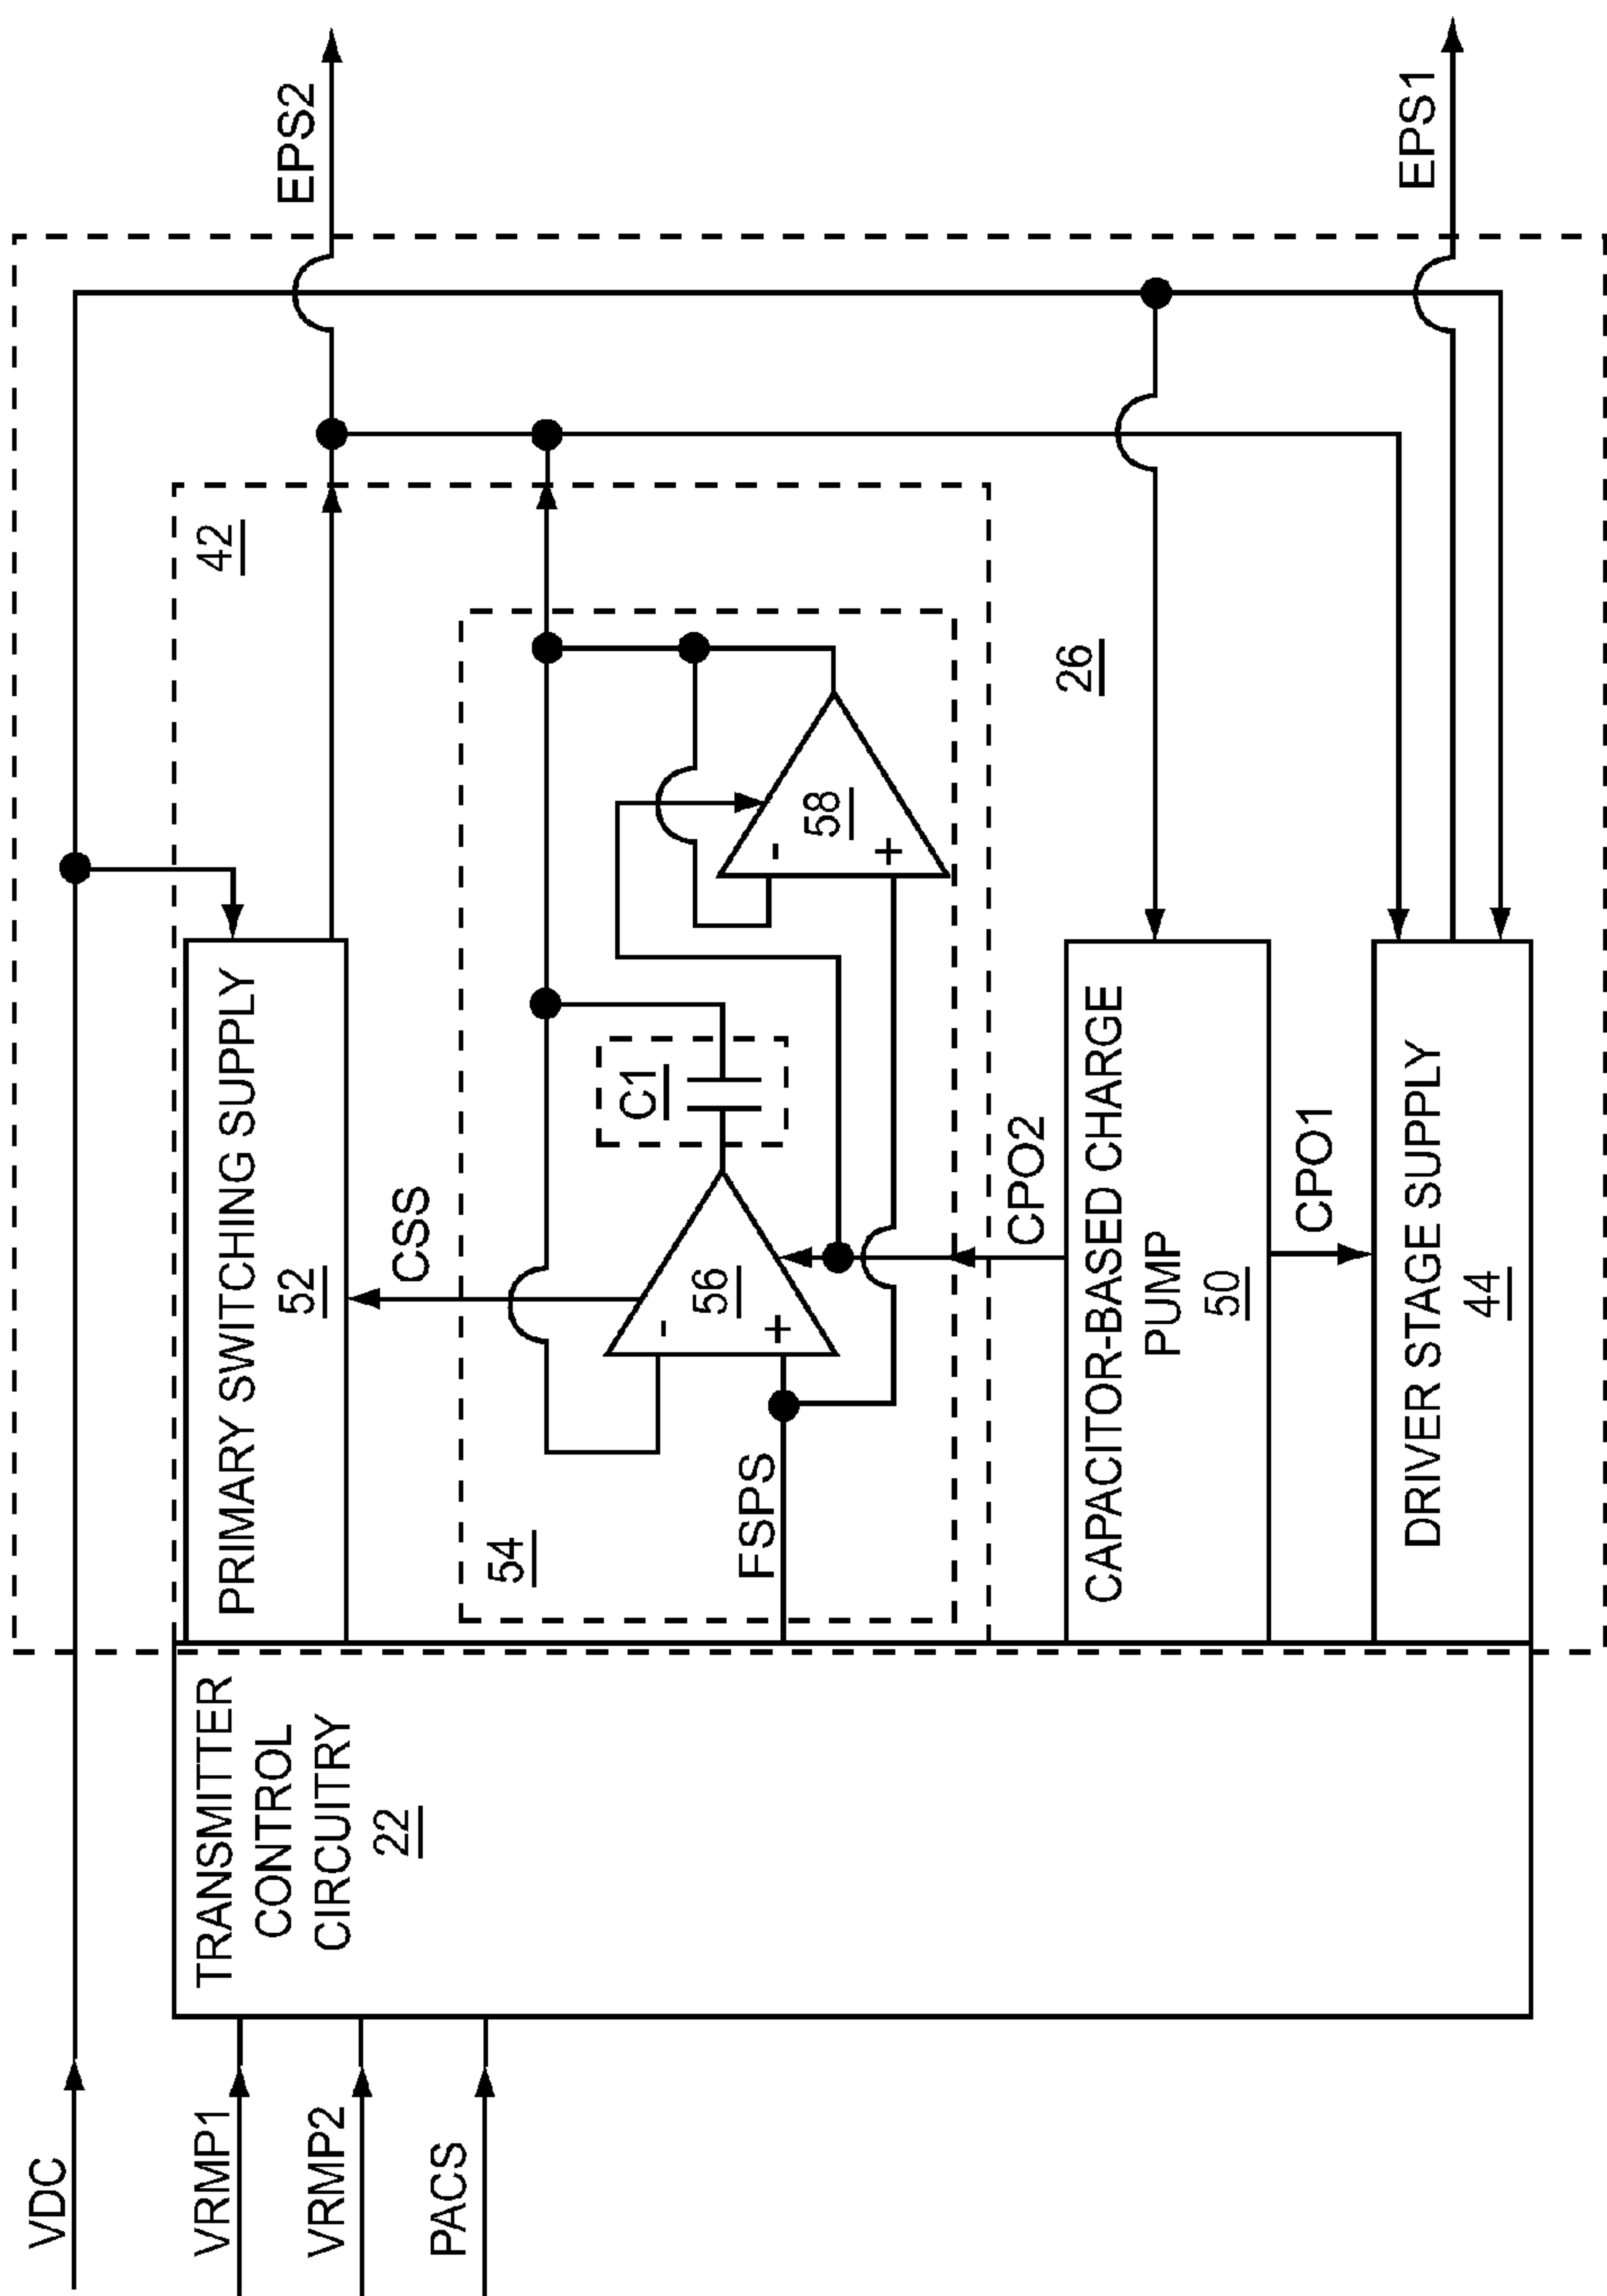 VDC
VRMP1
VRMP2
PACS
TRANSMITTER
CONTROL
CIRCUITRY
22
PRIMARY SWITCHING SUPPLY
52
42
EPS2
CSS
54
FSPS
-
+
56
C1
-
+
58
CPO2
26
CAPACITOR-BASED CHARGE
PUMP
50
CPO1
DRIVER STAGE SUPPLY
44
EPS1